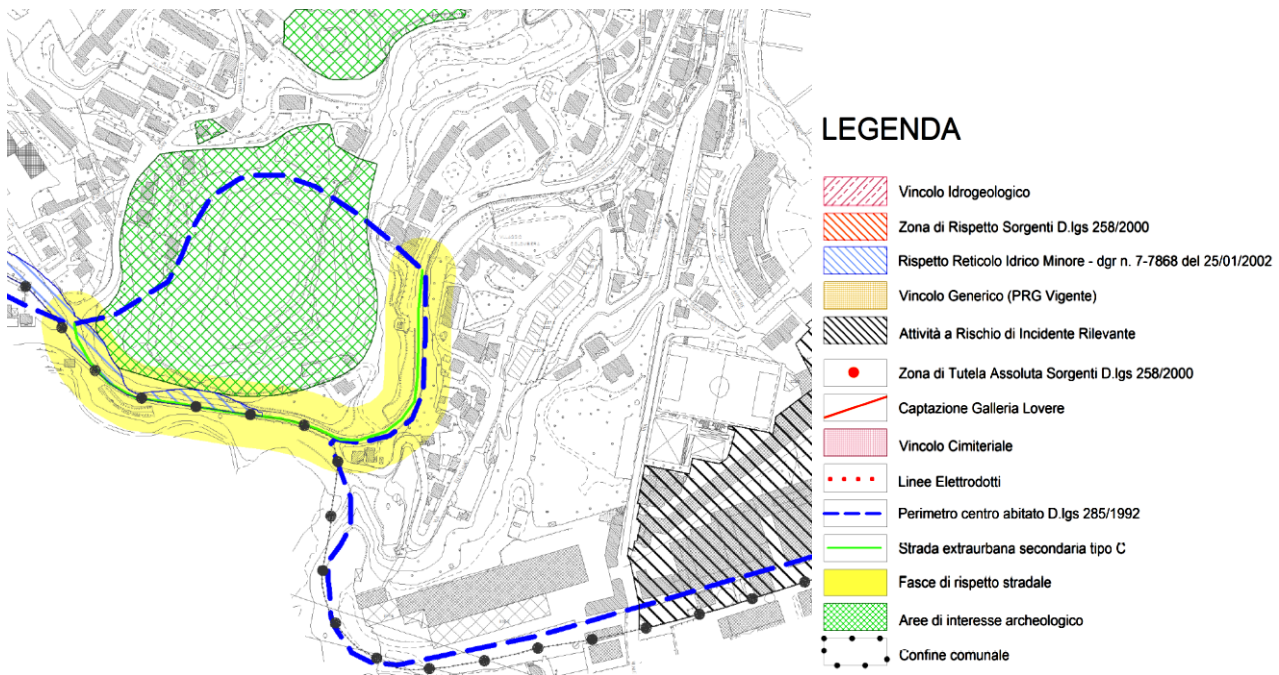 LEGENDA
Vincolo Idrogeologico
Zona di Rispetto Sorgenti D.lgs 258/2000
Rispetto Reticolo Idrico Minore - dgr n. 7-7868 del 25/01/2002
Vincolo Generico (PRG Vigente)
Attività a Rischio di Incidente Rilevante
Zona di Tutela Assoluta Sorgenti D.lgs 258/2000
Captazione Galleria Lovere
Vincolo Cimiteriale
Linee Elettrodotti
Perimetro centro abitato D.lgs 285/1992
Strada extraurbana secondaria tipo C
Fasce di rispetto stradale
Aree di interesse archeologico
Confine comunale